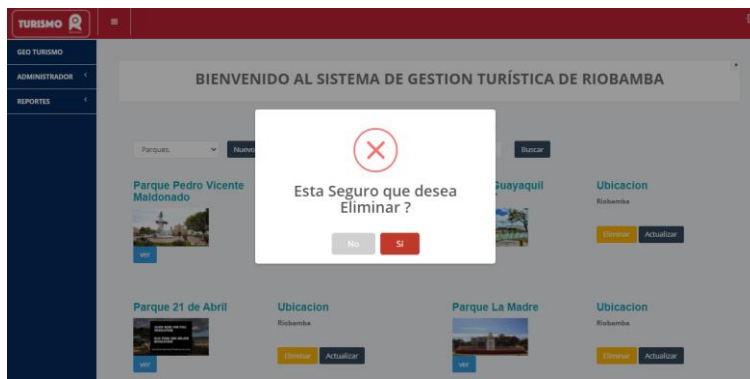 TURISMO
GEO TURISMO
ADMINISTRADOR
REPORTES
BIENVENIDO AL SISTEMA DE GESTION TURÍSTICA DE RIOBAMBA
Parques.
Nuevo
Buscar
Esta Seguro que desea
Eliminar ?
No
Si
Parque Pedro Vicente
Maldonado
ver
Guayaquil
Ubicacion
Riobamba
Eliminar
Actualizar
Parque 21 de Abril
ver
Ubicacion
Riobamba
Eliminar
Actualizar
Parque La Madre
ver
Ubicacion
Riobamba
Eliminar
Actualizar